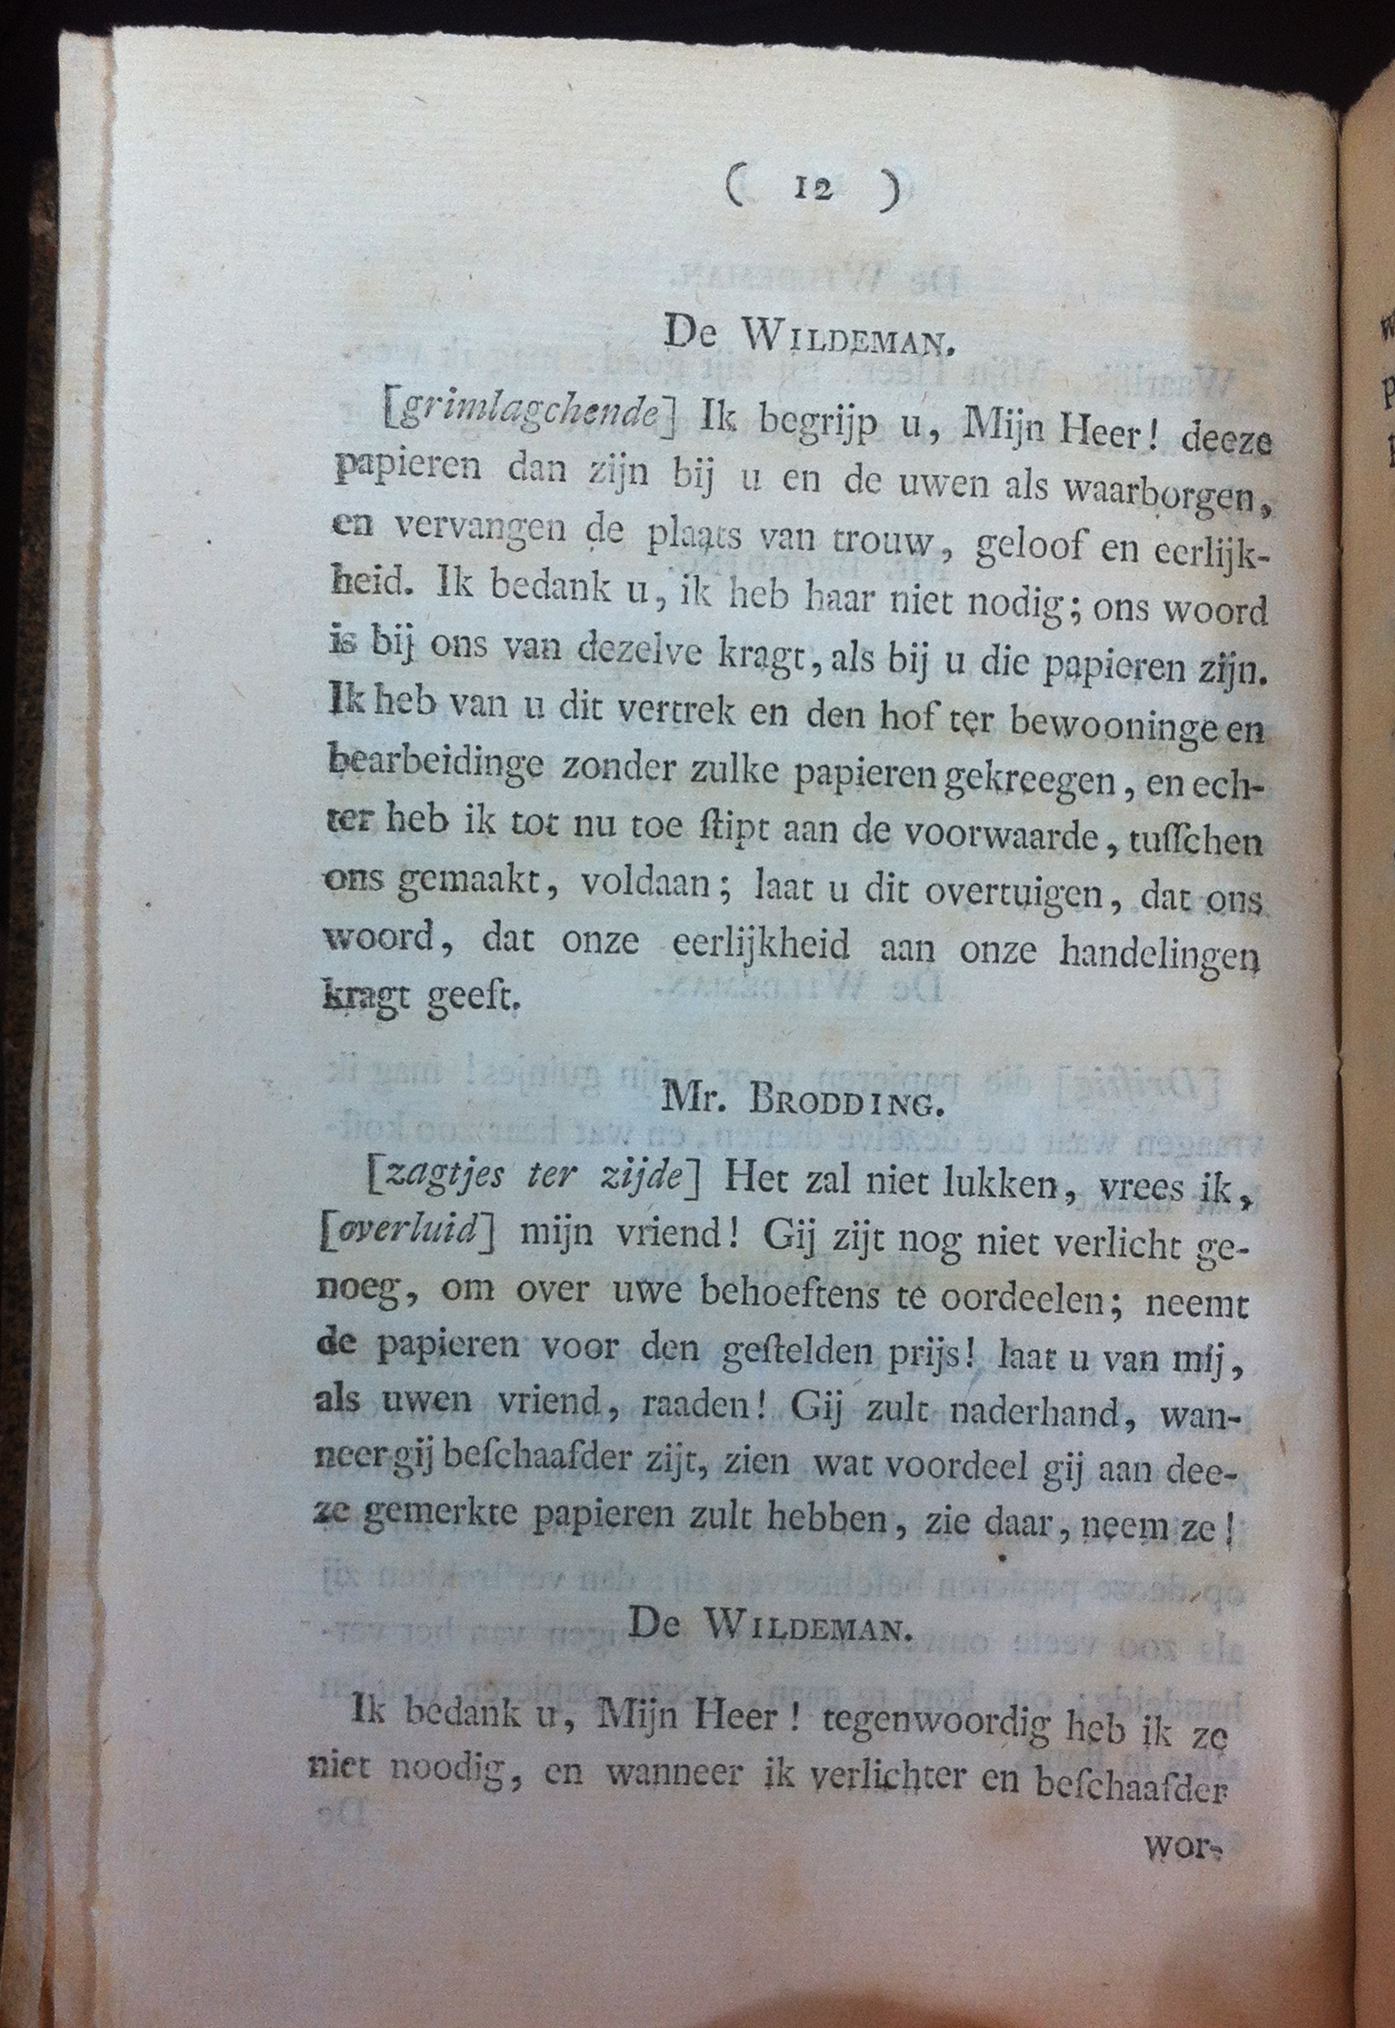 ( 12 )
De WILDEMAN.
[grimlagchende] Ik begrijp u, Mijn Heer! deeze
papieren dan zijn bij u en de uwen als waarborgen,
en vervangen de plaats van trouw, geloof en eerlijk-
heid. Ik bedank u, ik heb haar niet nodig; ons woord
is bij ons van dezelve kragt, als bij u die papieren zijn.
Ik heb van u dit vertrek en den hof ter bewooninge en
bearbeidinge zonder zulke papieren gekreegen, en ech-
ter heb ik tot nu toe ſtipt aan de voorwaarde, tuſſchen
ons gemaakt, voldaan; laat u dit overtuigen, dat ons
woord, dat onze eerlijkheid aan onze handelingen
kragt geeſt.
Mr. BRODDING.
[zagtjes ter zijde] Het zal niet lukken, vrees ik,
[overluid] mijn vriend! Gij zijt nog niet verlicht ge-
noeg, om over uwe behoeftens te oordeelen; neemt
de papieren voor den geſtelden prijs! laat u van mij,
als uwen vriend, raaden! Gij zult naderhand, wan-
neer gij beſchaafder zijt, zien wat voordeel gij aan dee-
ze gemerkte papieren zult hebben, zie daar, neem ze!
De WILDEMAN.
Ik bedank u, Mijn Heer! tegenwoordig heb ik ze
niet noodig, en wanneer ik verlichter en beſchaafder
wor-